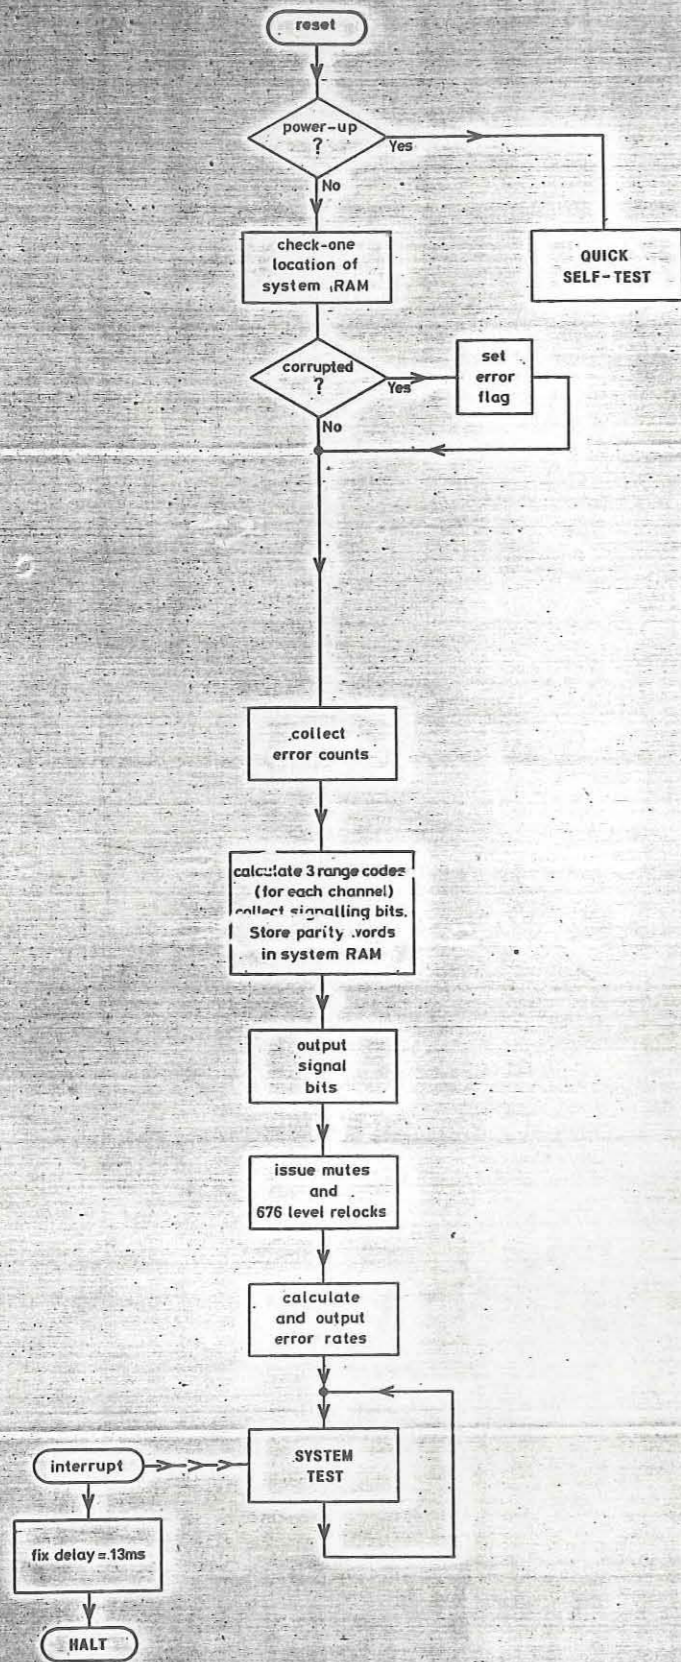 reset
power-up
?
Yes
No
check-one
location of
system RAM
QUICK
SELF-TEST
corrupted
?
Yes
No
set
error
flag
collect
error counts
calculate 3 range codes
(for each channel)
collect signalling bits.
Store parity words
in system RAM
output
signal
bits
issue mutes
and
676 level relocks
calculate
and output
error rates
SYSTEM
TEST
interrupt
fix delay = .13ms
HALT